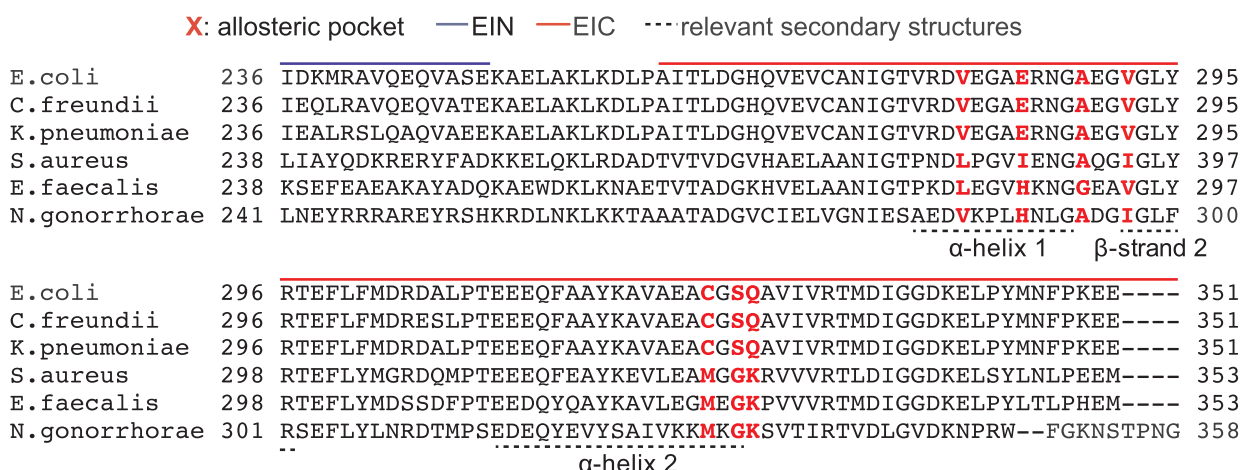 X: allosteric pocket EIN EIC relevant secondary structures
E.coli 236 IDKMRAVQEQVASEKAELAKLKDLPAITLDGHQVEVCANIGTVRDVEGAERNGAEGVGLY 295
C.freundii 236 IEQLRAVQEQVATEKAELAKLKDLPAITLDGHQVEVCANIGTVRDVEGAERNGAEGVGLY 295
K.pneumoniae 236 IEALRSLQAQVAEEKAELAKLKDLPAITLDGHQVEVCANIGTVRDVEGAERNGAEGVGLY 295
S.aureus 238 LIAYQDKRERYFADKKELQKLRDADTVTVDGVHAELAANIGTPNDLPGVIENGAQGIGLY 397
E.faecalis 238 KSEFEAEAKAYADQKAEWDKLKNAETVTADGKHVELAANIGTPKDLEGVHKNGGEAVGLY 297
N.gonorrhorae 241 LNEYRRRAREYRSHKRDLNKLKKTAAATADGVCIELVGNIESAEDVKPLHNLGADGIGLF 300
α-helix 1 β-strand 2
E.coli 296 RTEFLFMDRDALPTEEEQFAAYKAVAEACGSQAVIVRTMDIGGDKELPYMNFPKEE---- 351
C.freundii 296 RTEFLFMDRESLPTEEEQFAAYKAVAEACGSQAVIVRTMDIGGDKELPYMNFPKEE---- 351
K.pneumoniae 296 RTEFLFMDRDALPTEEEQFAAYKAVAEACGSQAVIVRTMDIGGDKELPYMNFPKEE---- 351
S.aureus 298 RTEFLYMGRDQMPTEEEQFEAYKEVLEAMGGKRVVVRTLDIGGDKELSYLNLPEEM---- 353
E.faecalis 298 RTEFLYMDSSDFPTEEDQYQAYKAVLEGMEGKPVVVRTMDIGGDKELPYLTLPHEM---- 353
N.gonorrhorae 301 RSEFLYLNRDTMPSEDEQYEVYSAIVKKMKGKSVTIRTVDLGVDKNPRW--FGKNSTPNG 358
α-helix 2